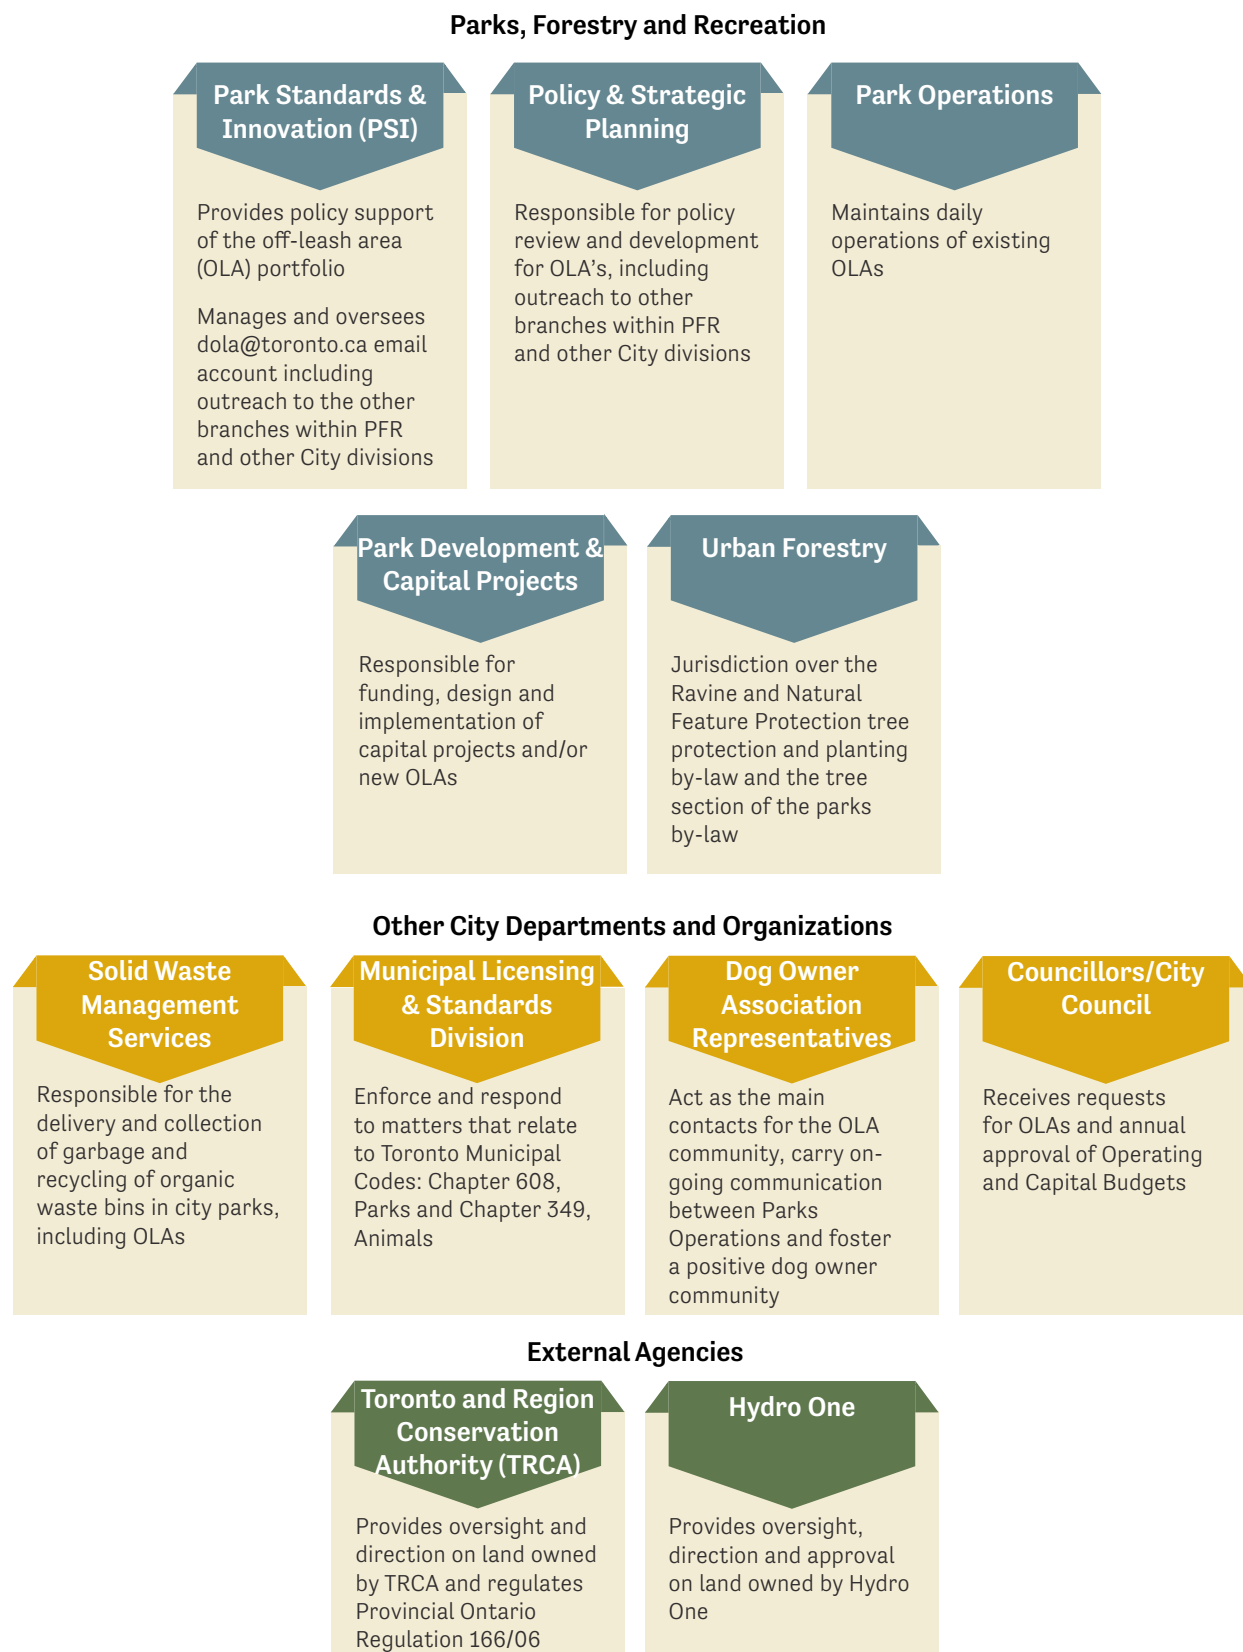 Parks, Forestry and Recreation
Park Standards &
Innovation (PSI)
Provides policy support
of the off-leash area
(OLA) portfolio
Manages and oversees
dola@toronto.ca email
account including
outreach to the other
branches within PFR
and other City divisions
Policy & Strategic
Planning
Responsible for policy
review and development
for OLA's, including
outreach to other
branches within PFR
and other City divisions
Park Operations
Maintains daily
operations of existing
OLAs
Park Development &
Capital Projects
Responsible for
funding, design and
implementation of
capital projects and/or
new OLAs
Urban Forestry
Jurisdiction over the
Ravine and Natural
Feature Protection tree
protection and planting
by-law and the tree
section of the parks
by-law
Other City Departments and Organizations
Solid Waste
Management
Services
Responsible for the
delivery and collection
of garbage and
recycling of organic
waste bins in city parks,
including OLAs
Municipal Licensing
& Standards
Division
Enforce and respond
to matters that relate
to Toronto Municipal
Codes: Chapter 608,
Parks and Chapter 349,
Animals
Dog Owner
Association
Representatives
Act as the main
contacts for the OLA
community, carry on-
going communication
between Parks
Operations and foster
a positive dog owner
community
Councillors/City
Council
Receives requests
for OLAs and annual
approval of Operating
and Capital Budgets
External Agencies
Toronto and Region
Conservation
Authority (TRCA)
Provides oversight and
direction on land owned
by TRCA and regulates
Provincial Ontario
Regulation 166/06
Hydro One
Provides oversight,
direction and approval
on land owned by Hydro
One